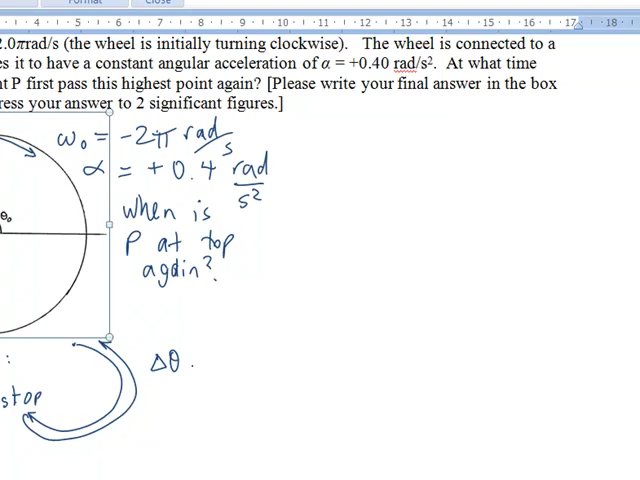 Format
Close
4 5 6 7 8 9 10 11 12 13 14 15 16 17 18
2.0πrad/s (the wheel is initially turning clockwise). The wheel is connected to a
es it to have a constant angular acceleration of α = +0.40 rad/s². At what time
nt P first pass this highest point again? [Please write your final answer in the box
ress your answer to 2 significant figures.]
ω₀ = -2π rad/s
α = +0.4 rad/s²
θ₀
when is
P at top
again?
:
Δθ .
stop